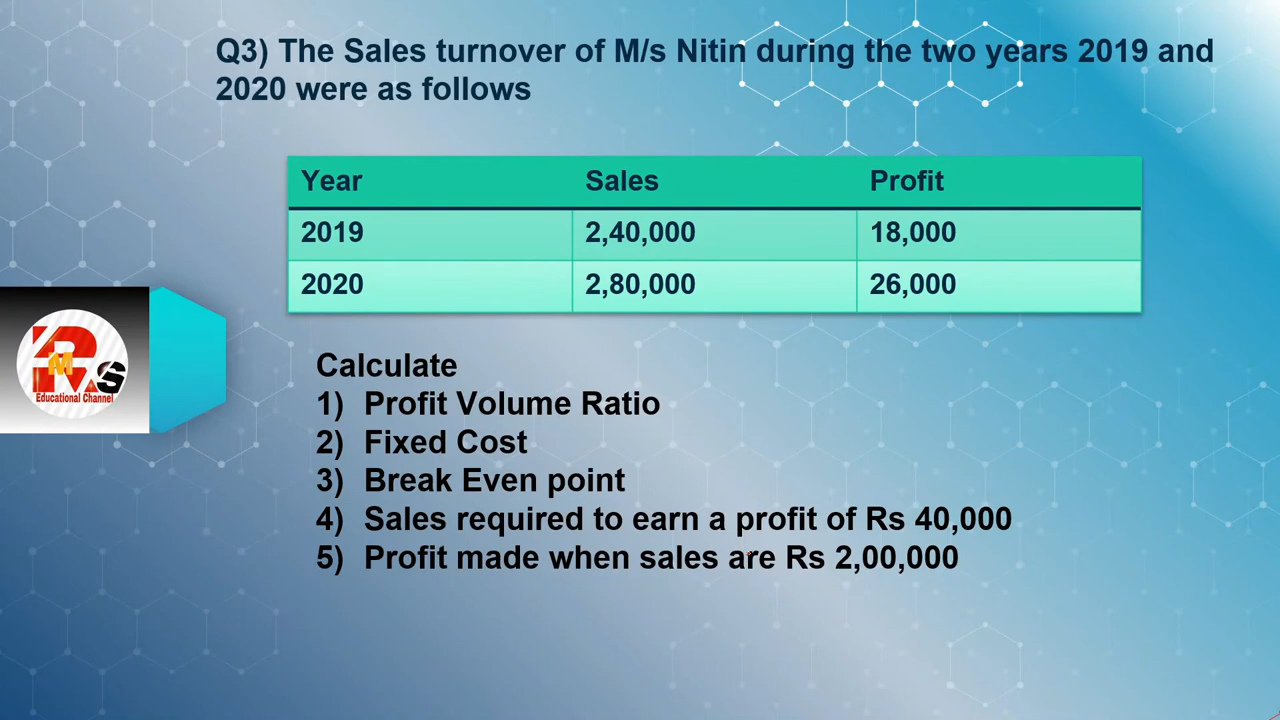 Q3) The Sales turnover of M/s Nitin during the two years 2019 and
2020 were as follows
Year Sales Profit
2019 2,40,000 18,000
2020 2,80,000 26,000
Educational Channel
Calculate
1) Profit Volume Ratio
2) Fixed Cost
3) Break Even point
4) Sales required to earn a profit of Rs 40,000
5) Profit made when sales are Rs 2,00,000